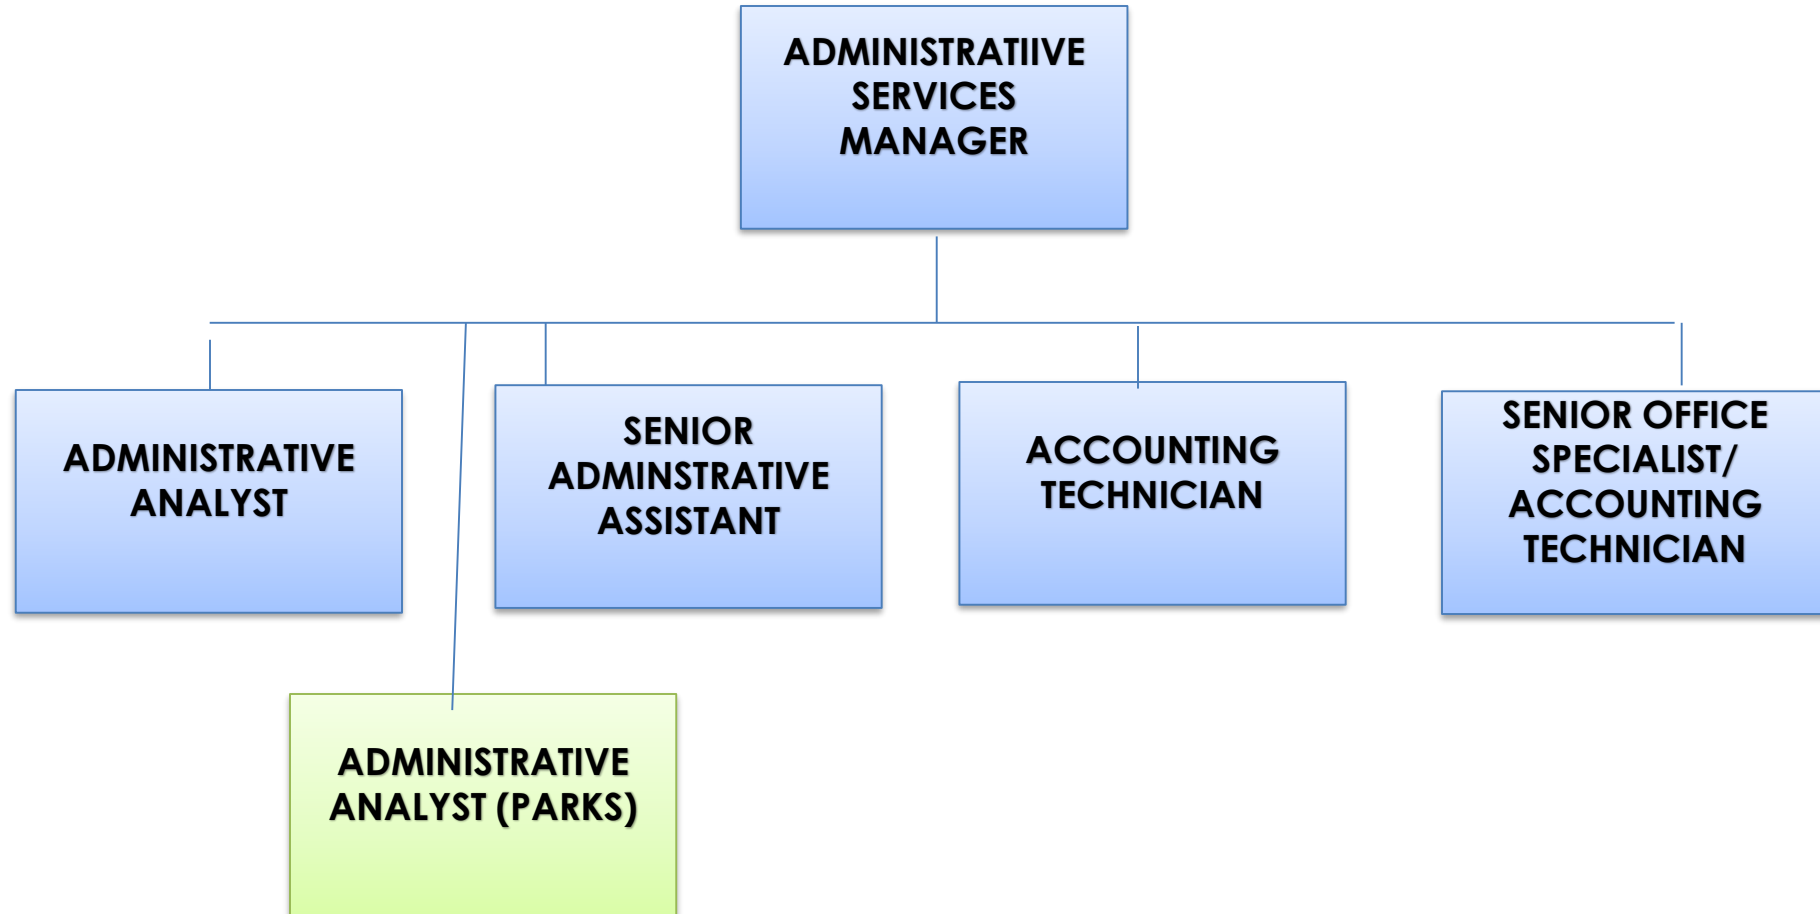 ADMINISTRATIIVE
SERVICES
MANAGER
ADMINISTRATIVE
ANALYST
SENIOR
ADMINSTRATIVE
ASSISTANT
ACCOUNTING
TECHNICIAN
SENIOR OFFICE
SPECIALIST/
ACCOUNTING
TECHNICIAN
ADMINISTRATIVE
ANALYST (PARKS)